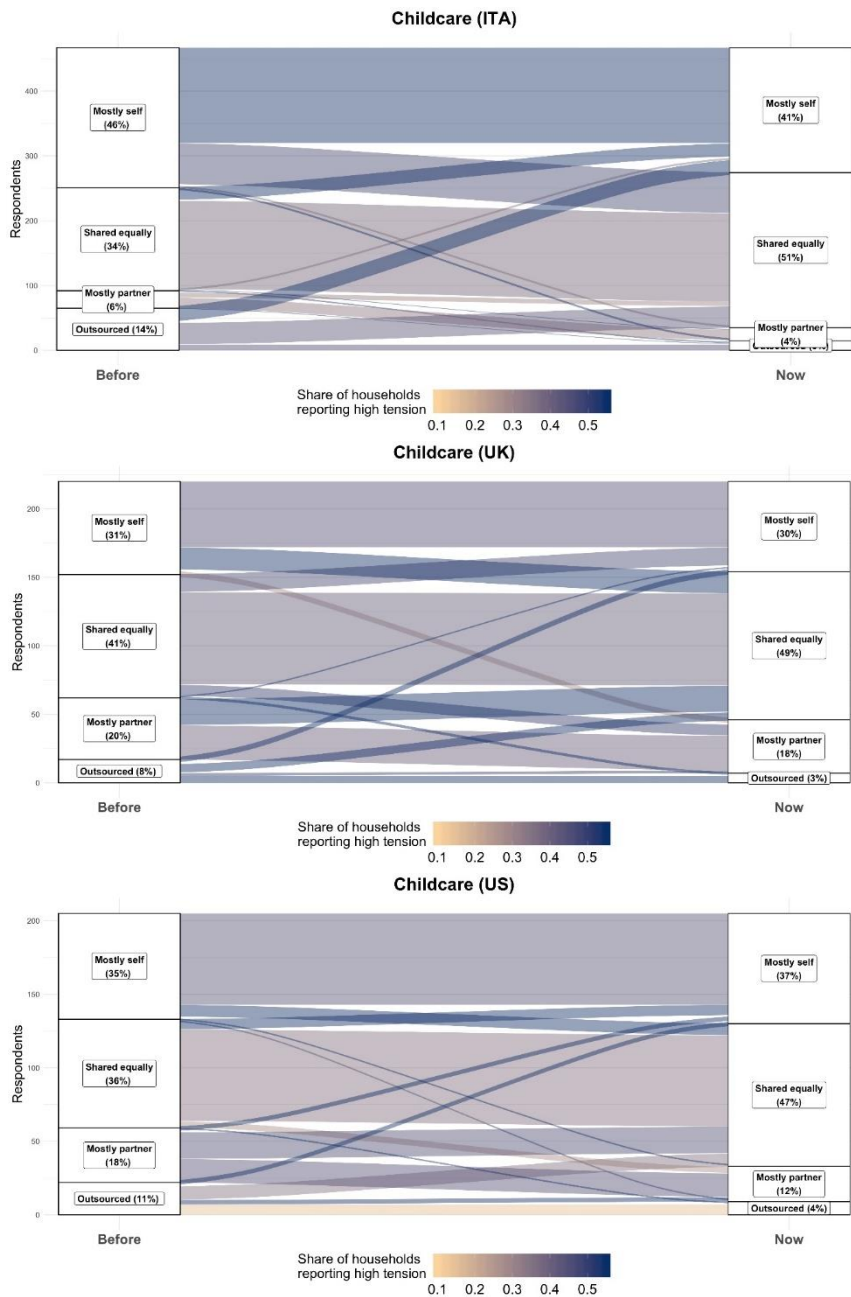 Childcare (ITA)
Respondents
400
300
200
100
0
Mostly self
(46%)
Shared equally
(34%)
Mostly partner
(6%)
Outsourced (14%)
Mostly self
(41%)
Shared equally
(51%)
Mostly partner
(4%)
Before
Now
Share of households
reporting high tension
0.1 0.2 0.3 0.4 0.5
Childcare (UK)
Respondents
200
150
100
50
0
Mostly self
(31%)
Shared equally
(41%)
Mostly partner
(20%)
Outsourced (8%)
Mostly self
(30%)
Shared equally
(49%)
Mostly partner
(18%)
Outsourced (3%)
Before
Now
Share of households
reporting high tension
0.1 0.2 0.3 0.4 0.5
Childcare (US)
Respondents
200
150
100
50
0
Mostly self
(35%)
Shared equally
(36%)
Mostly partner
(18%)
Outsourced (11%)
Mostly self
(37%)
Shared equally
(47%)
Mostly partner
(12%)
Outsourced (4%)
Before
Now
Share of households
reporting high tension
0.1 0.2 0.3 0.4 0.5